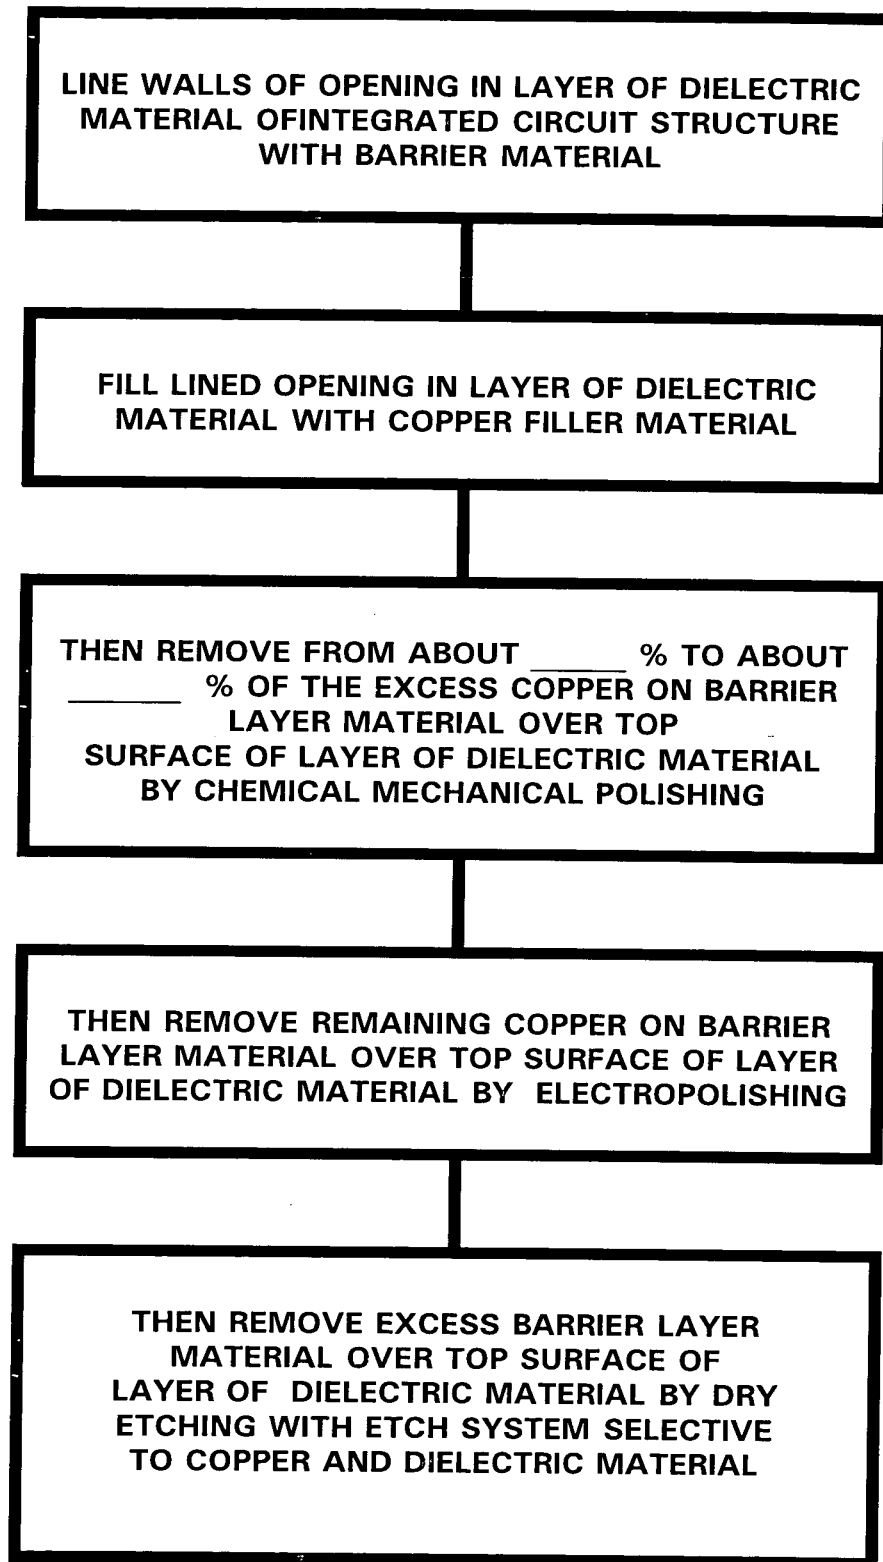 LINE WALLS OF OPENING IN LAYER OF DIELECTRIC
MATERIAL OFINTEGRATED CIRCUIT STRUCTURE
WITH BARRIER MATERIAL
FILL LINED OPENING IN LAYER OF DIELECTRIC
MATERIAL WITH COPPER FILLER MATERIAL
THEN REMOVE FROM ABOUT ______ % TO ABOUT
_______ % OF THE EXCESS COPPER ON BARRIER
LAYER MATERIAL OVER TOP
SURFACE OF LAYER OF DIELECTRIC MATERIAL
BY CHEMICAL MECHANICAL POLISHING
THEN REMOVE REMAINING COPPER ON BARRIER
LAYER MATERIAL OVER TOP SURFACE OF LAYER
OF DIELECTRIC MATERIAL BY ELECTROPOLISHING
THEN REMOVE EXCESS BARRIER LAYER
MATERIAL OVER TOP SURFACE OF
LAYER OF DIELECTRIC MATERIAL BY DRY
ETCHING WITH ETCH SYSTEM SELECTIVE
TO COPPER AND DIELECTRIC MATERIAL